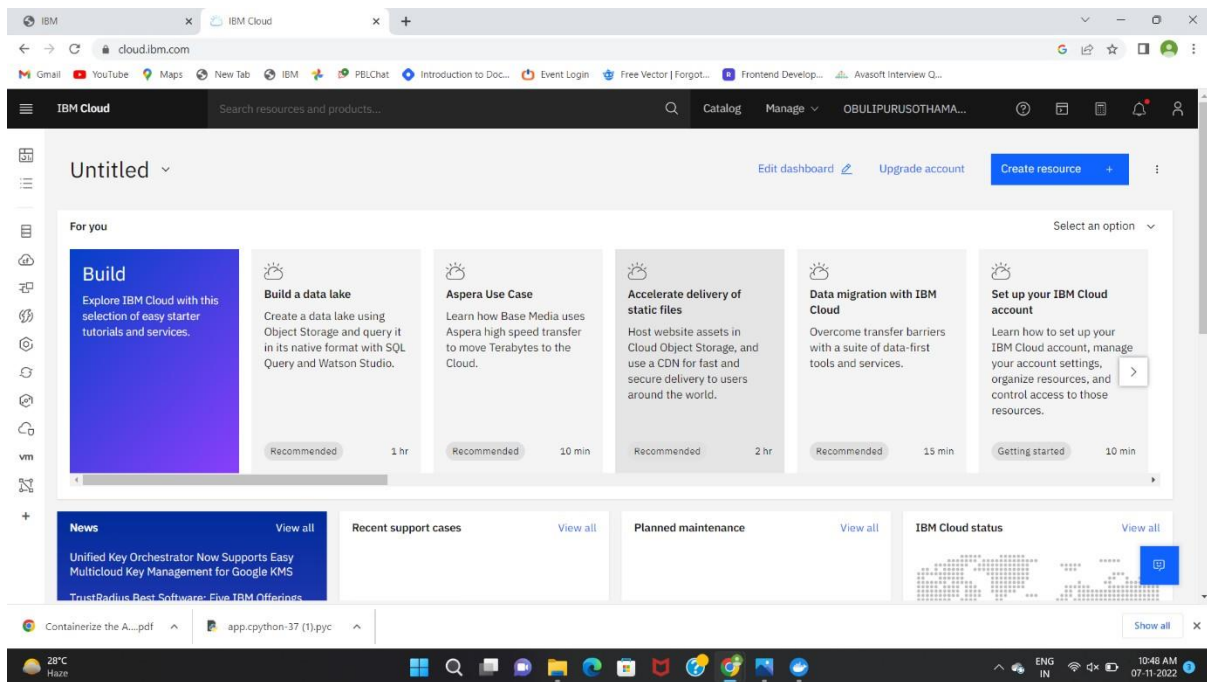 IBM
IBM Cloud
cloud.ibm.com
Gmail YouTube Maps New Tab IBM PBLChat Introduction to Doc... Event Login Free Vector | Forgot... Frontend Develop... Avasoft Interview Q...
IBM Cloud Search resources and products... Catalog Manage OBULIPURUSOTHAMA...
Untitled
Edit dashboard Upgrade account Create resource +
For you
Select an option
Build
Explore IBM Cloud with this
selection of easy starter
tutorials and services.
Build a data lake
Create a data lake using
Object Storage and query it
in its native format with SQL
Query and Watson Studio.
Recommended 1 hr
Aspera Use Case
Learn how Base Media uses
Aspera high speed transfer
to move Terabytes to the
Cloud.
Recommended 10 min
Accelerate delivery of
static files
Host website assets in
Cloud Object Storage, and
use a CDN for fast and
secure delivery to users
around the world.
Recommended 2 hr
Data migration with IBM
Cloud
Overcome transfer barriers
with a suite of data-first
tools and services.
Recommended 15 min
Set up your IBM Cloud
account
Learn how to set up your
IBM Cloud account, manage
your account settings,
organize resources, and
control access to those
resources.
Getting started 10 min
vm
News View all
Unified Key Orchestrator Now Supports Easy
Multicloud Key Management for Google KMS
TrustRadius Best Software: Five IBM Offerings
Recent support cases View all
Planned maintenance View all
IBM Cloud status View all
Containerize the A....pdf app.cpython-37 (1).pyc Show all
28°C
Haze
ENG
IN
10:48 AM
07-11-2022